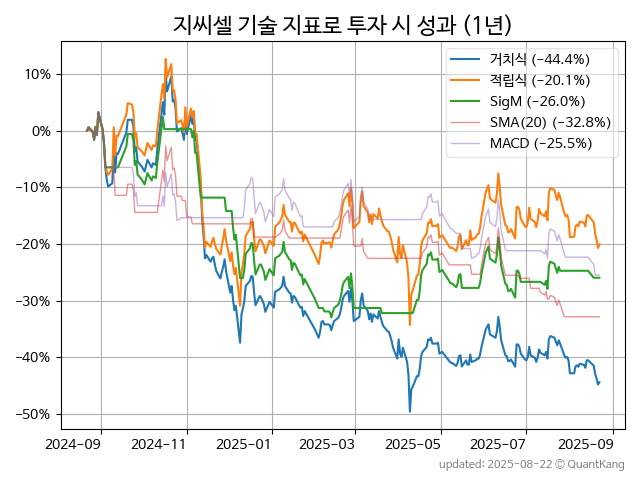 지씨셀 기술 지표로 투자 시 성과 (1년)
거치식 (−44.4%)
적립식 (−20.1%)
SigM (−26.0%)
SMA(20) (−32.8%)
MACD (−25.5%)
10%
0%
−10%
−20%
−30%
−40%
−50%
2024−09 2024−11 2025−01 2025−03 2025−05 2025−07 2025−09
updated: 2025-08-22 © QuantKang